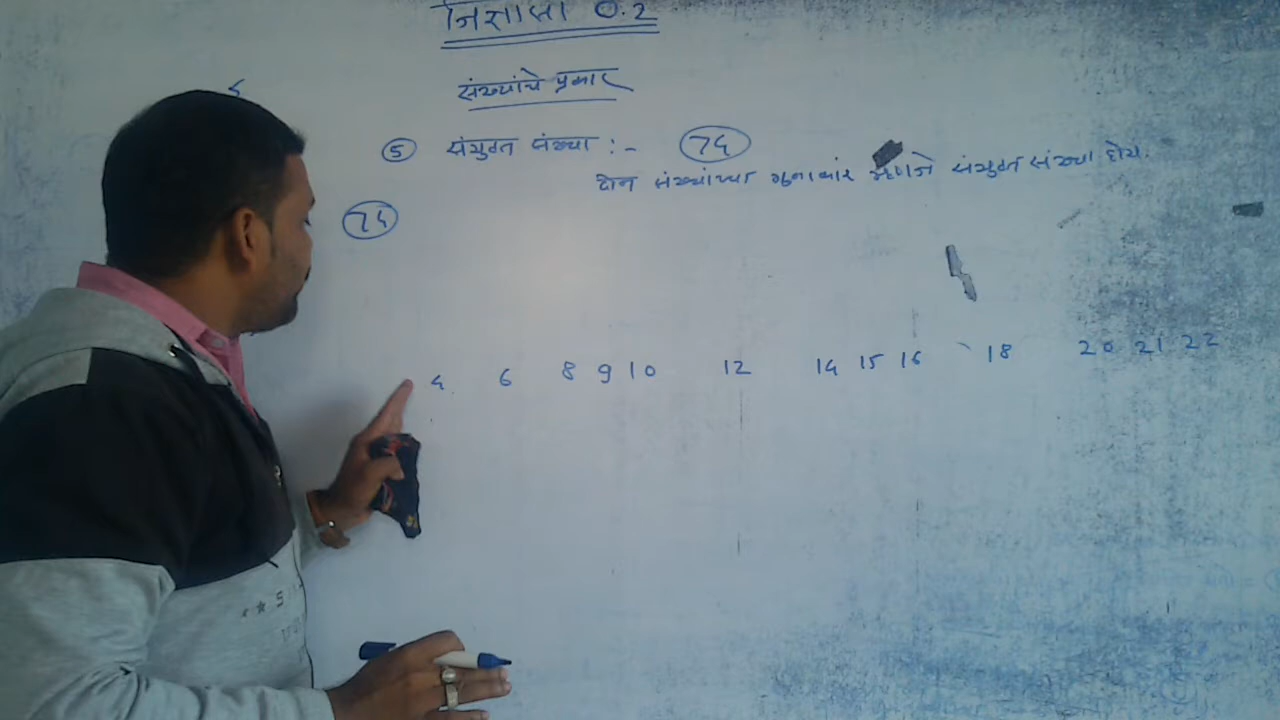 जिज्ञासा 0.2
संख्यांचे प्रकार
5 संयुक्त संख्या :- 74
दोन संख्यांच्या गुणाकार म्हणजे संयुक्त संख्या होय.
74
4 6 8 9 10 12 14 15 16 18 20 21 22